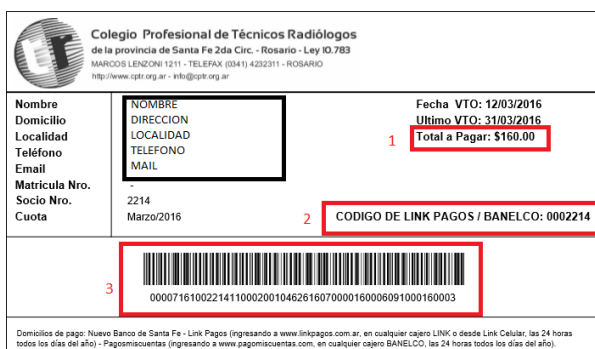 Colegio Profesional de Técnicos Radiólogos
de la provincia de Santa Fe 2da Circ. - Rosario - Ley IO.783
MARCOS LENZONI 1211 - TELEFAX (0341) 4232311 - ROSARIO
http://www.cptr.org.ar - info@cptr.org.ar
Nombre NOMBRE Fecha VTO: 12/03/2016
Domicilio DIRECCION Ultimo VTO: 31/03/2016
Localidad LOCALIDAD 1 Total a Pagar: $160.00
Teléfono TELEFONO
Email MAIL
Matricula Nro. -
Socio Nro. 2214
Cuota Marzo/2016 2 CODIGO DE LINK PAGOS / BANELCO: 0002214
3 000071610022141100020010462616070000160006091000160003
Domicilios de pago: Nuevo Banco de Santa Fe - Link Pagos (ingresando a www.linkpagos.com.ar, en cualquier cajero LINK o desde Link Celular, las 24 horas
todos los días del año) - Pagosmiscuentas (ingresando a www.pagomiscuentas.com, en cualquier cajero BANELCO, las 24 horas todos los días del año).